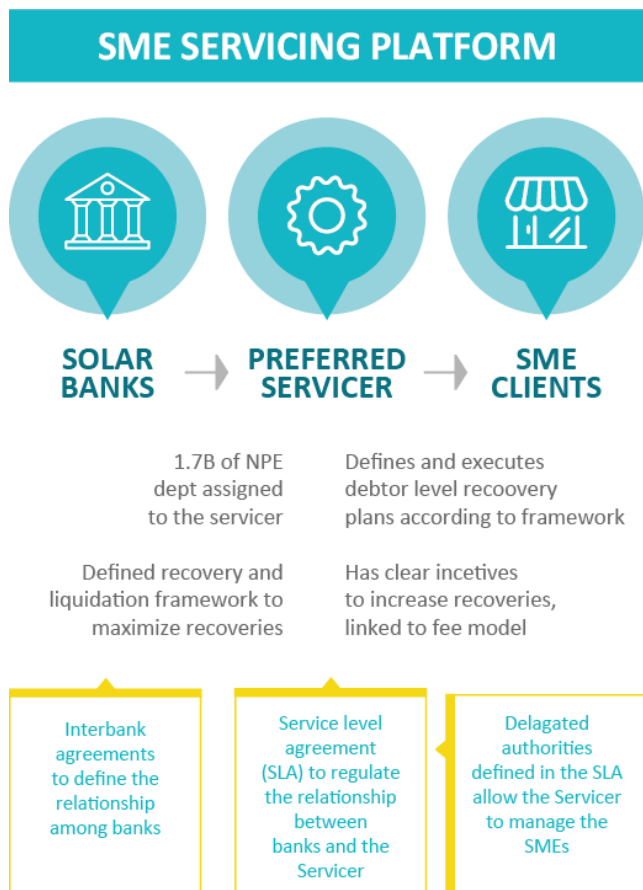 SME SERVICING PLATFORM
SOLAR
BANKS
PREFERRED
SERVICER
SME
CLIENTS
1.7B of NPE
dept assigned
to the servicer
Defines and executes
debtor level recoovery
plans according to framework
Defined recovery and
liquidation framework to
maximize recoveries
Has clear incetives
to increase recoveries,
linked to fee model
Interbank
agreements
to define the
relationship
among banks
Service level
agreement
(SLA) to regulate
the relationship
between
banks and the
Servicer
Delagated
authorities
defined in the SLA
allow the Servicer
to manage the
SMEs